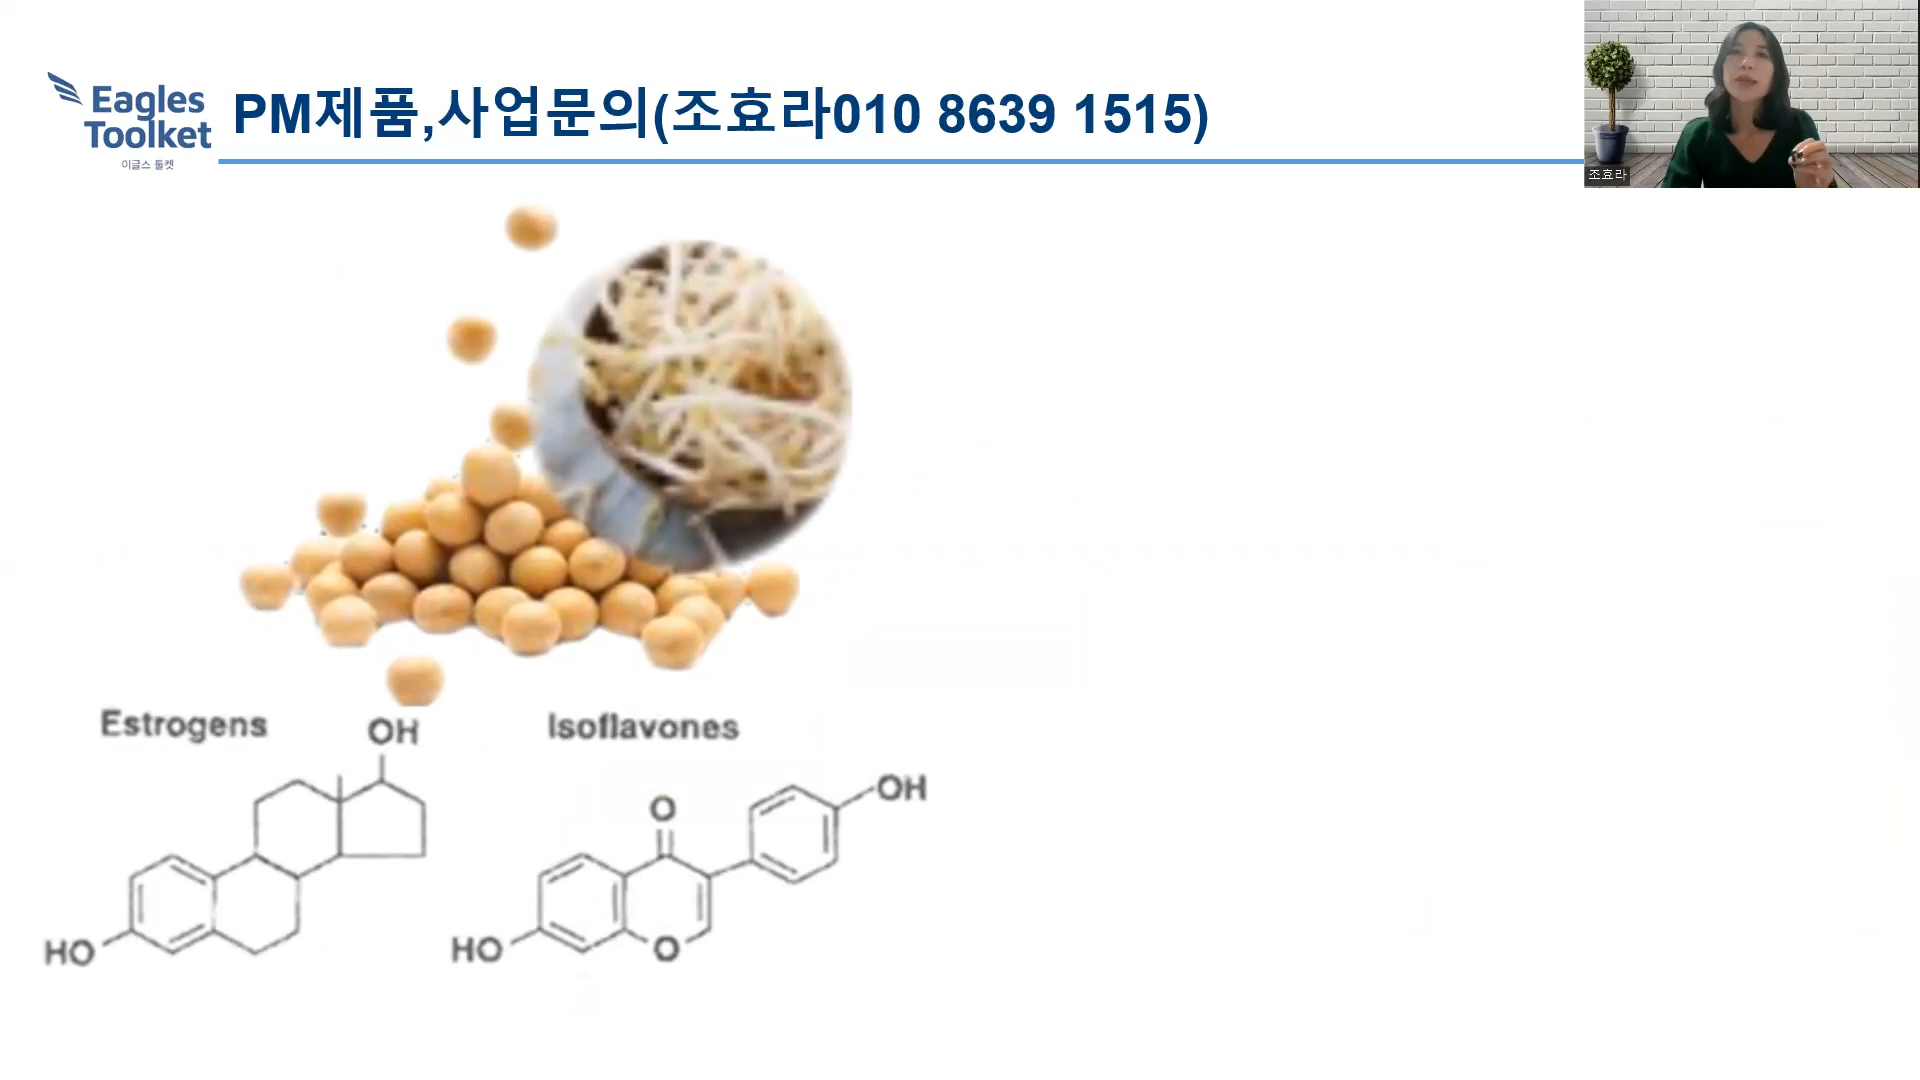 Eagles
Toolket
이글스 툴켓
PM제품,사업문의(조효라010 8639 1515)
조효라
Estrogens
OH
HO
Isoflavones
O
OH
HO
O